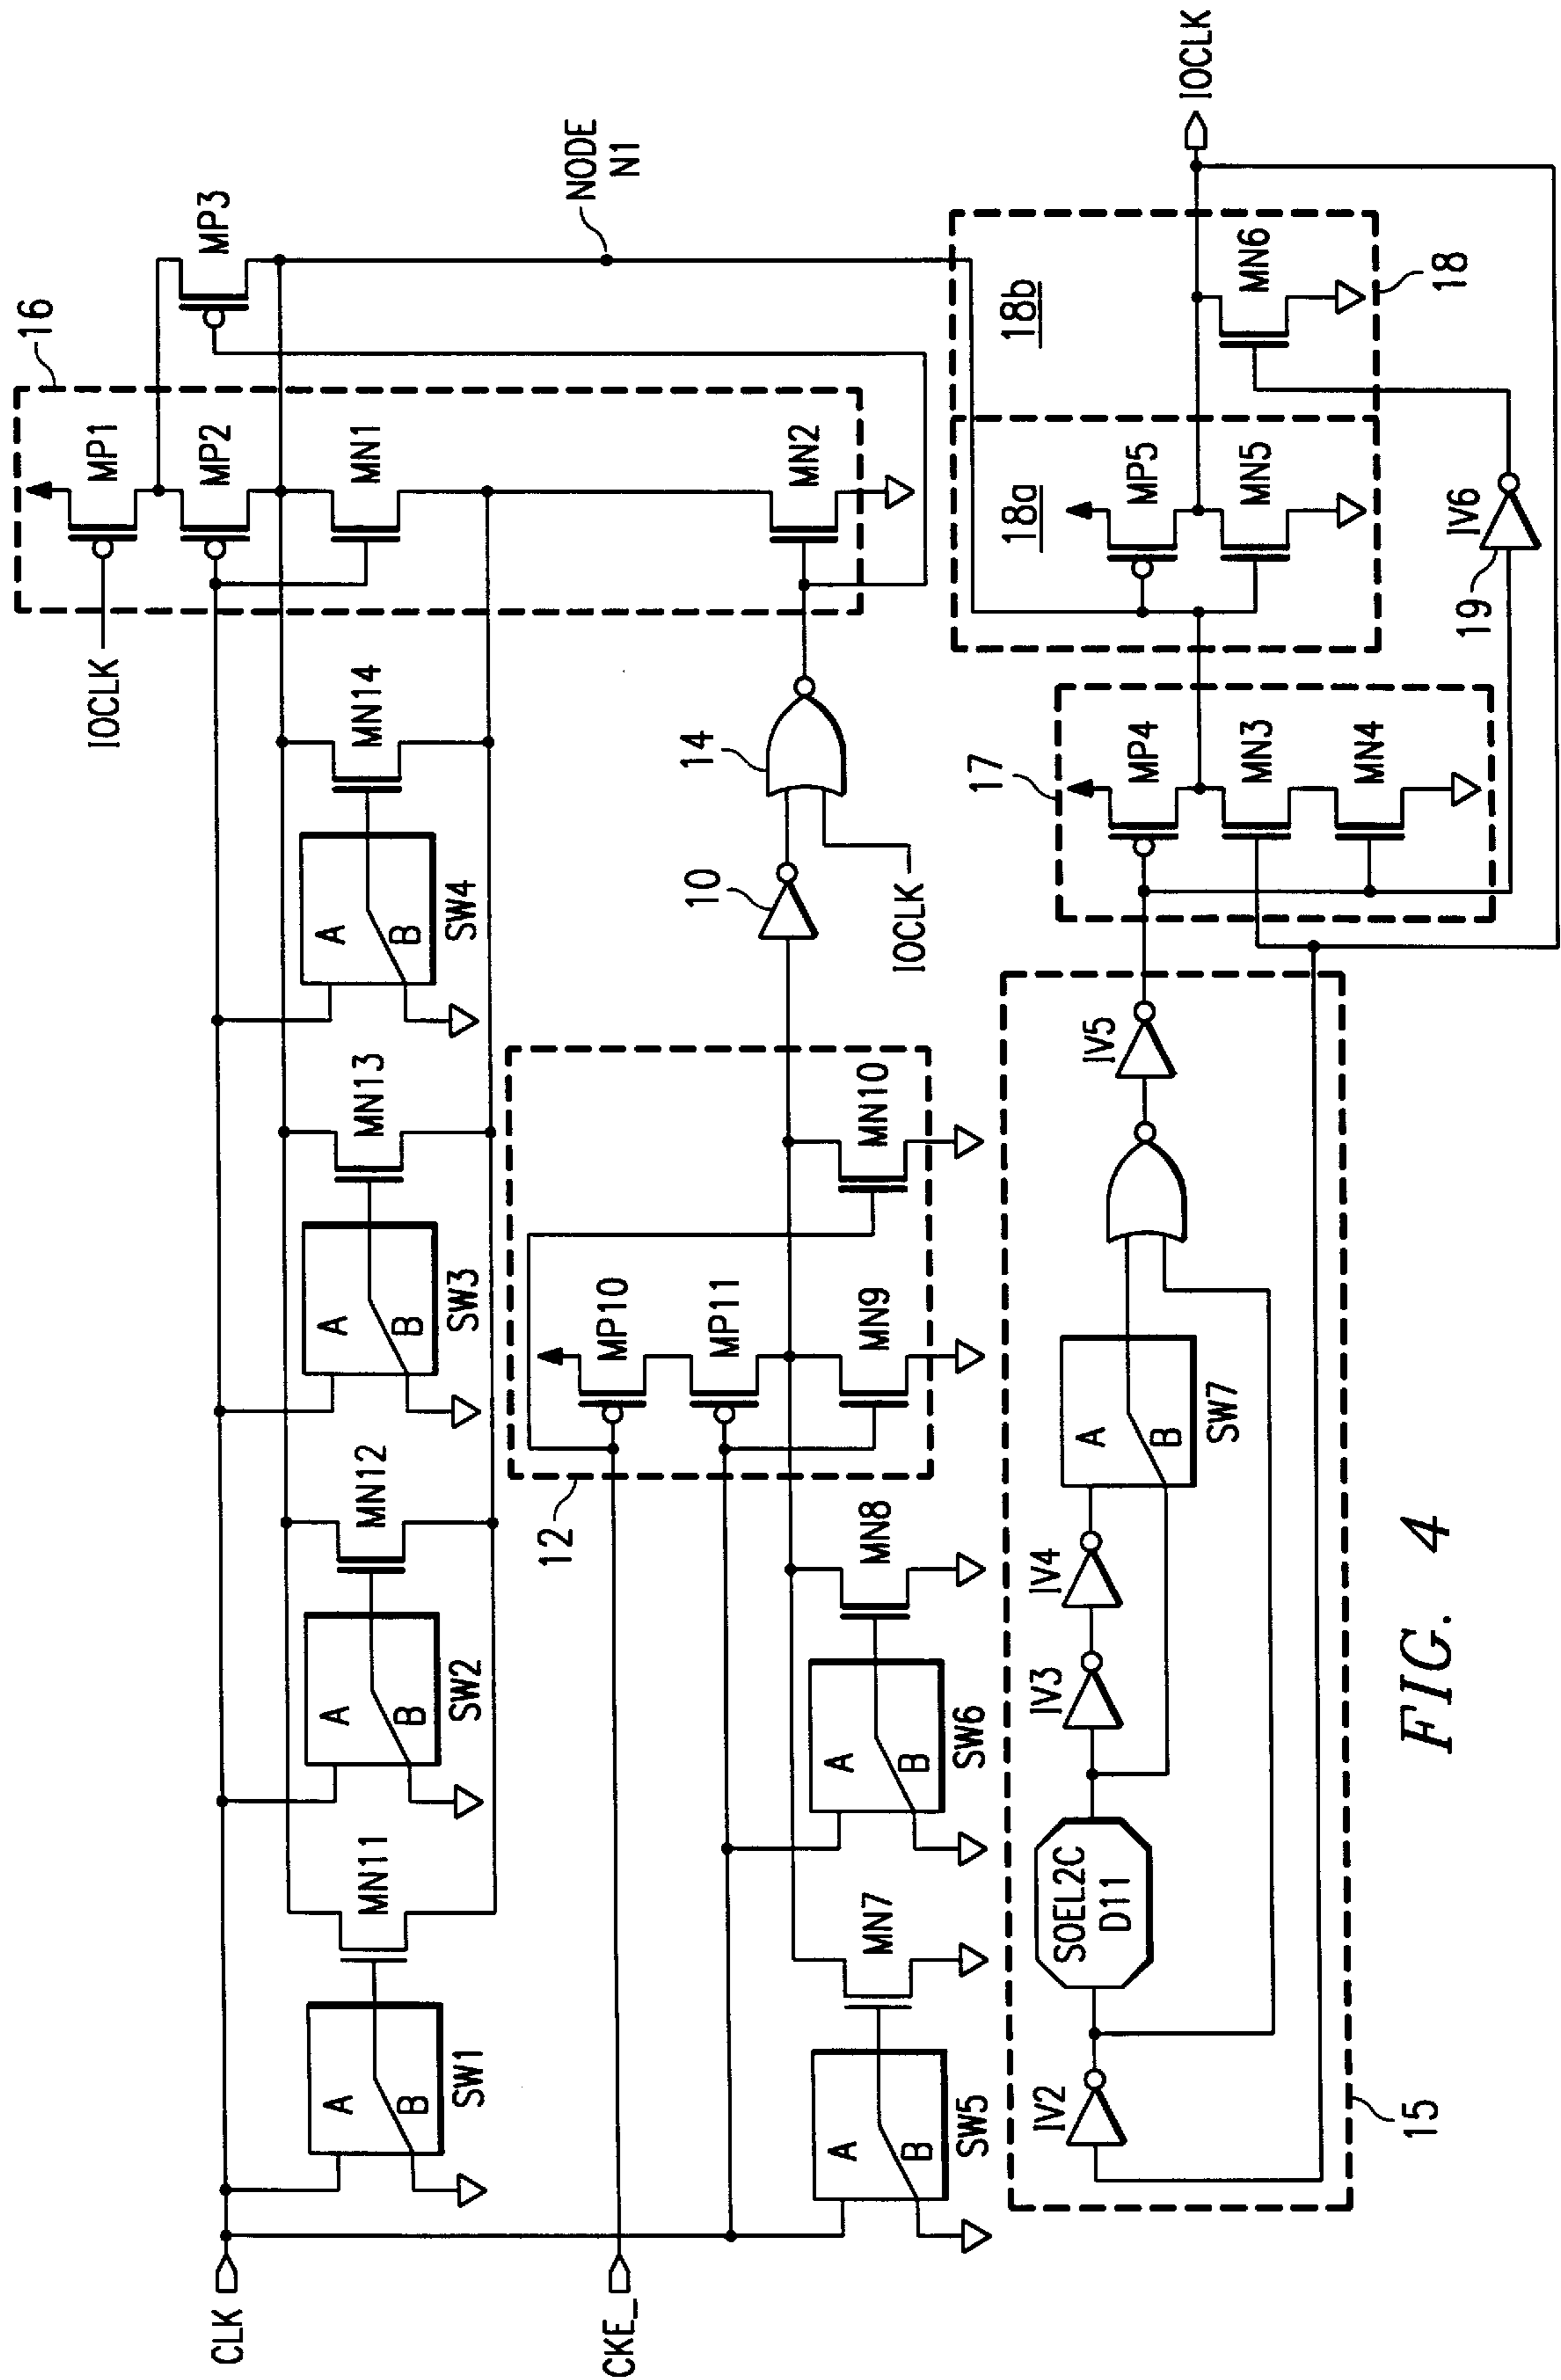 CLK
CKE_
SW1
A
B
MN11
SW2
A
B
MN12
SW3
A
B
MN13
SW4
A
B
MN14
IOCLK
16
MP1
MP2
MN1
MN2
MP3
NODE
N1
SW5
A
B
MN7
SW6
A
B
MN8
12
MP10
MP11
MN9
MN10
10
14
IOCLK
15
IV2
SOEL2C
D11
IV3
IV4
SW7
A
B
IV5
17
MP4
MN3
MN4
18a
MP5
MN5
18b
MN6
18
19
IV6
IOCLK
FIG. 4